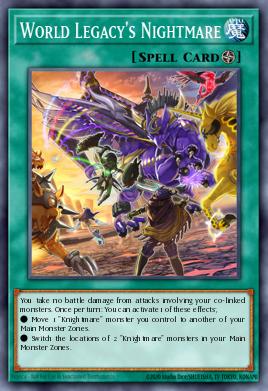 World Legacy's Nightmare 魔
[Spell Card]
You take no battle damage from attacks involving your co-linked
monsters. Once per turn: You can activate 1 of these effects;
● Move 1 "Knightmare" monster you control to another of your
Main Monster Zones.
● Switch the locations of 2 "Knightmare" monsters in your Main
Monster Zones.